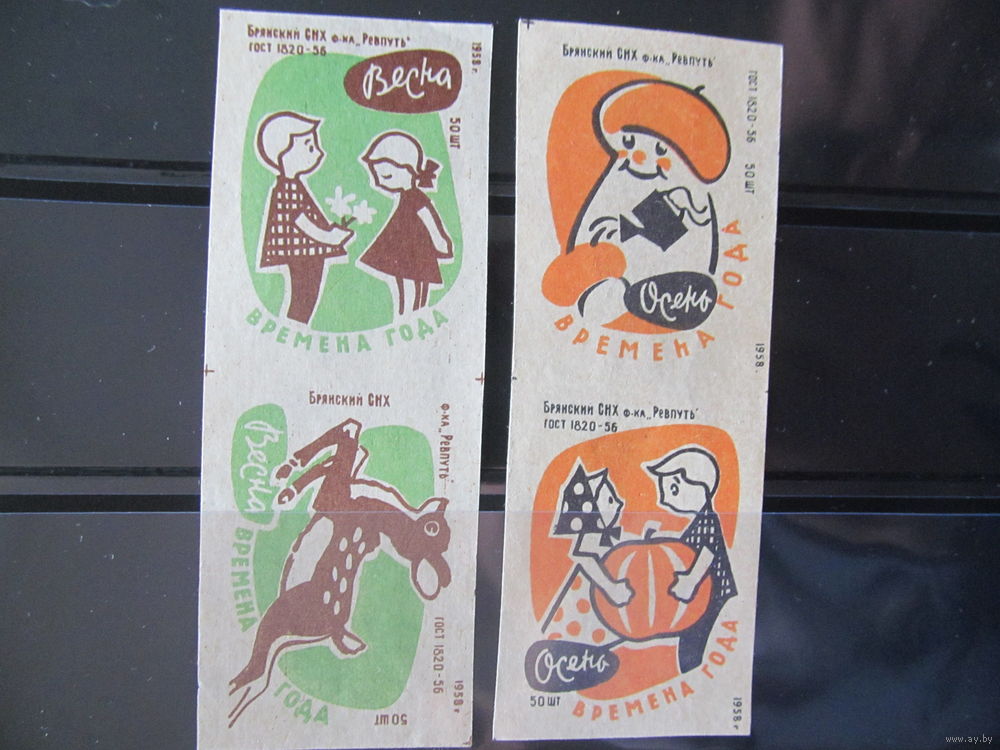 Брянский СНХ ф-ка „Ревпуть"
ГОСТ 1820-56
1958 г.
Весна
50 шт
ВРЕМЕНА ГОДА
Брянский СНХ
ф-ка „Ревпуть"
Весна
ВРЕМЕНА
ГОДА
ГОСТ 1820-56
1958 г
50 шт
Брянский СНХ ф-ка „Ревпуть"
ГОСТ 1820-56
50 шт
Осень
ВРЕМЕНА ГОДА
1958.
Брянский СНХ ф-ка „Ревпуть"
ГОСТ 1820-56
Осень
50 шт
ВРЕМЕНА ГОДА
1958 г
www.ay.by